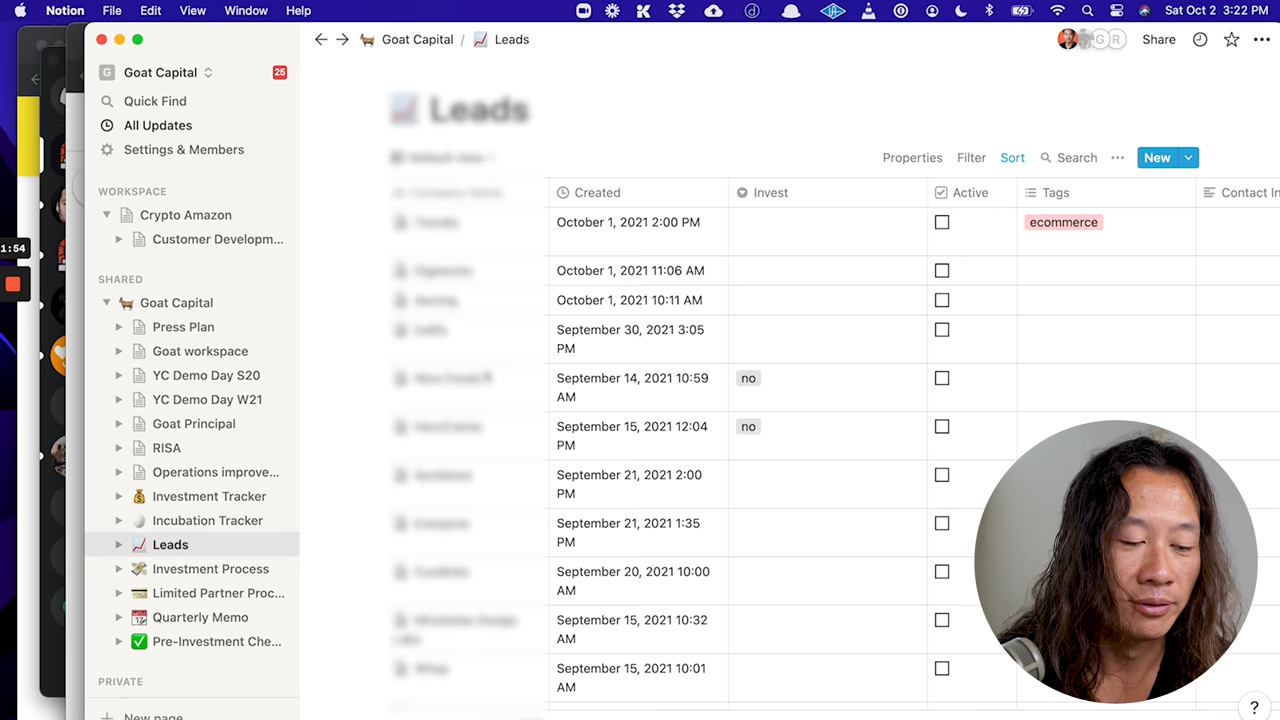 Notion File Edit View Window Help Sat Oct 2 3:22 PM
Goat Capital / Leads G R Share
G Goat Capital 25
Quick Find
All Updates
Settings & Members
WORKSPACE
Crypto Amazon
Customer Developm...
SHARED
Goat Capital
Press Plan
Goat workspace
YC Demo Day S20
YC Demo Day W21
Goat Principal
RISA
Operations improve...
Investment Tracker
Incubation Tracker
Leads
Investment Process
Limited Partner Proc...
Quarterly Memo
Pre-Investment Che...
PRIVATE
New page
1:54
Leads
Default view
Properties Filter Sort Search New
Company Name Created Invest Active Tags Contact In
October 1, 2021 2:00 PM ecommerce
October 1, 2021 11:06 AM
October 1, 2021 10:11 AM
September 30, 2021 3:05
PM
September 14, 2021 10:59 no
AM
September 15, 2021 12:04 no
PM
September 21, 2021 2:00
PM
September 21, 2021 1:35
PM
September 20, 2021 10:00
AM
September 15, 2021 10:32
AM
September 15, 2021 10:01
AM
?